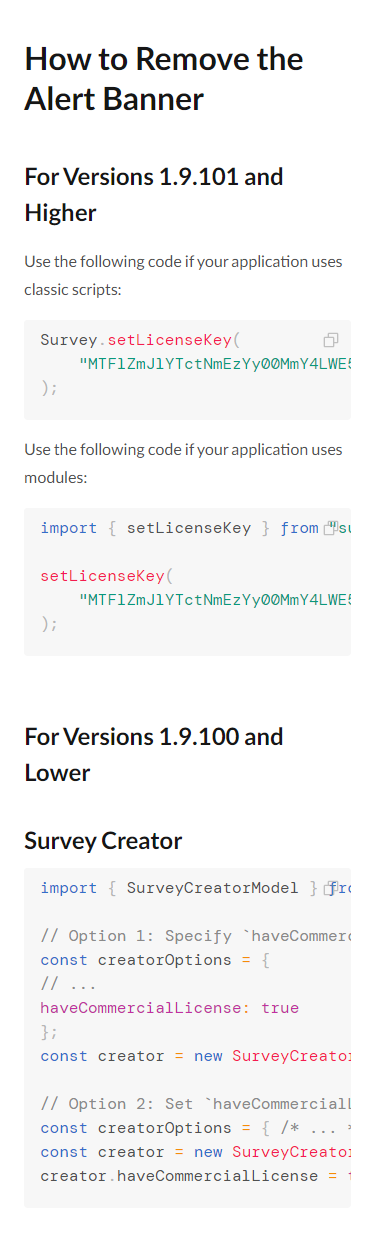 How to Remove the
Alert Banner
For Versions 1.9.101 and
Higher
Use the following code if your application uses
classic scripts:
Survey.setLicenseKey(
"MTFlZmJlYTctNmEzYy00MmY4LWE5
);
Use the following code if your application uses
modules:
import { setLicenseKey } from "su
setLicenseKey(
"MTFlZmJlYTctNmEzYy00MmY4LWE5
);
For Versions 1.9.100 and
Lower
Survey Creator
import { SurveyCreatorModel } fro
// Option 1: Specify `haveCommerc
const creatorOptions = {
// ...
haveCommercialLicense: true
};
const creator = new SurveyCreator
// Option 2: Set `haveCommercialL
const creatorOptions = { /* ... *
const creator = new SurveyCreator
creator.haveCommercialLicense =